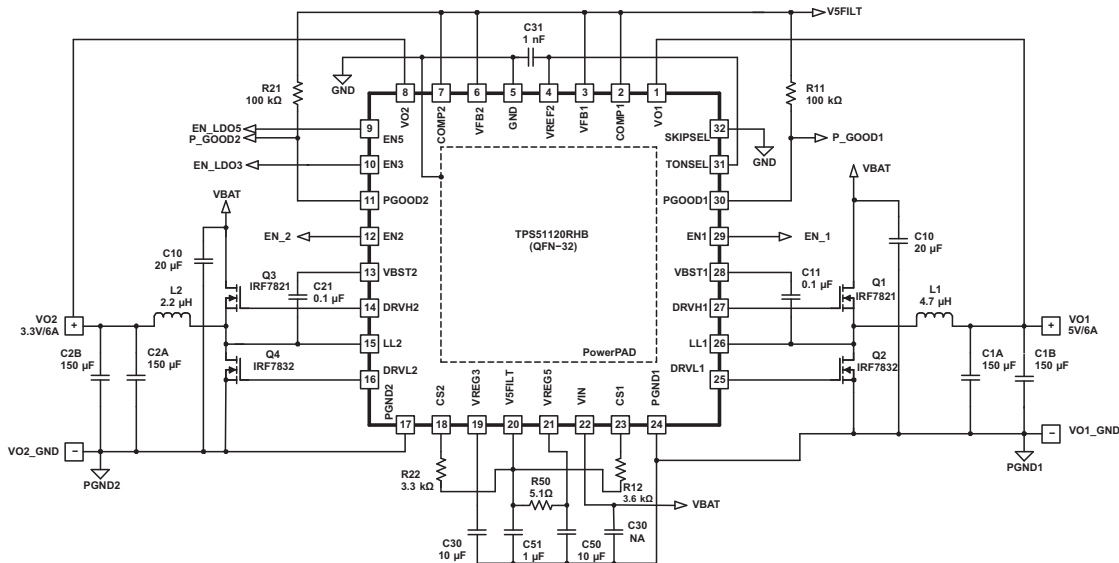 V5FILT
C31
1 nF
GND
R21
100 kΩ
R11
100 kΩ
8
7
6
5
4
3
2
1
VO2
COMP2
VFB2
GND
VREF2
VFB1
COMP1
VO1
EN_LDO5
P_GOOD2
EN_LDO3
9
EN5
10
EN3
11
PGOOD2
EN_2
12
EN2
13
VBST2
14
DRVH2
15
LL2
16
DRVL2
32
SKIPSEL
GND
31
TONSEL
P_GOOD1
30
PGOOD1
29
EN1
EN_1
28
VBST1
27
DRVH1
26
LL1
25
DRVL1
TPS51120RHB
(QFN−32)
PowerPAD
VBAT
C10
20 µF
Q3
IRF7821
C21
0.1 µF
L2
2.2 µH
VO2
3.3V/6A
+
C2B
150 µF
C2A
150 µF
Q4
IRF7832
VO2_GND
−
PGND2
VBAT
C10
20 µF
C11
0.1 µF
Q1
IRF7821
L1
4.7 µH
+
VO1
5V/6A
Q2
IRF7832
C1A
150 µF
C1B
150 µF
−
VO1_GND
PGND1
PGND2
CS2
VREG3
V5FILT
VREG5
VIN
CS1
PGND1
17
18
19
20
21
22
23
24
R22
3.3 kΩ
R50
5.1Ω
R12
3.6 kΩ
VBAT
C30
10 µF
C51
1 µF
C50
10 µF
C30
NA